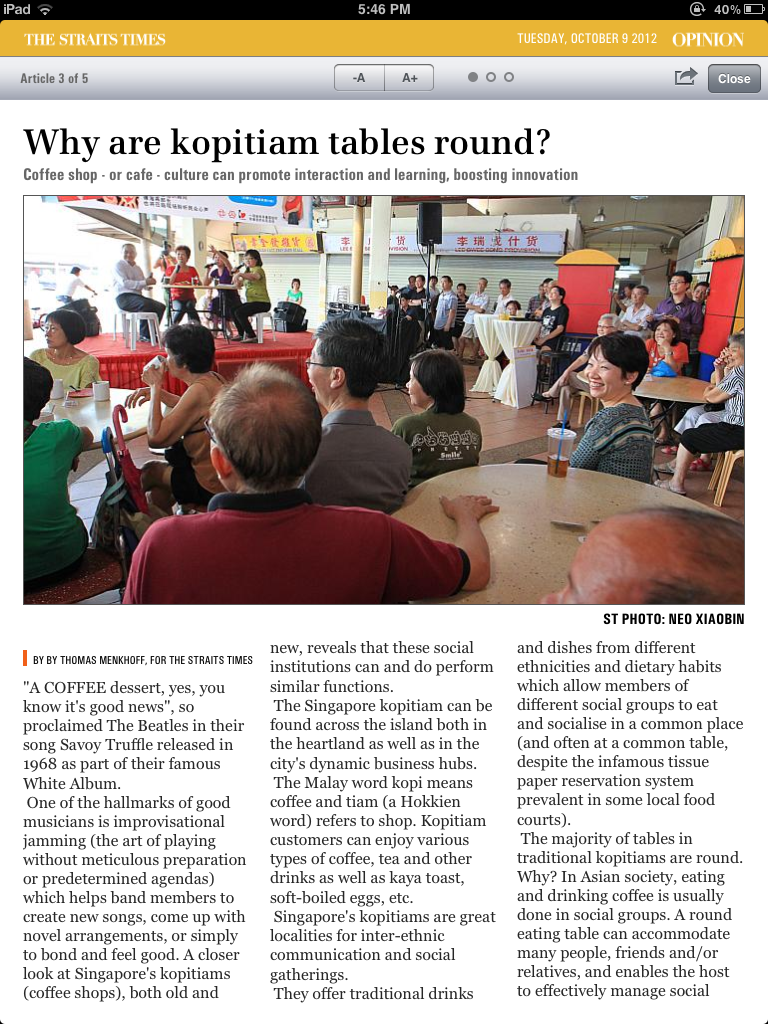 iPad 5:46 PM 40%
THE STRAITS TIMES TUESDAY, OCTOBER 9 2012 OPINION
Article 3 of 5 -A A+ Close
Why are kopitiam tables round?
Coffee shop - or cafe - culture can promote interaction and learning, boosting innovation
李瑞成什货
LEE SWEE SONG PROVISION
PRETTY
Smile
ST PHOTO: NEO XIAOBIN
BY BY THOMAS MENKHOFF, FOR THE STRAITS TIMES
"A COFFEE dessert, yes, you
know it's good news", so
proclaimed The Beatles in their
song Savoy Truffle released in
1968 as part of their famous
White Album.
One of the hallmarks of good
musicians is improvisational
jamming (the art of playing
without meticulous preparation
or predetermined agendas)
which helps band members to
create new songs, come up with
novel arrangements, or simply
to bond and feel good. A closer
look at Singapore's kopitiams
(coffee shops), both old and
new, reveals that these social
institutions can and do perform
similar functions.
The Singapore kopitiam can be
found across the island both in
the heartland as well as in the
city's dynamic business hubs.
The Malay word kopi means
coffee and tiam (a Hokkien
word) refers to shop. Kopitiam
customers can enjoy various
types of coffee, tea and other
drinks as well as kaya toast,
soft-boiled eggs, etc.
Singapore's kopitiams are great
localities for inter-ethnic
communication and social
gatherings.
They offer traditional drinks
and dishes from different
ethnicities and dietary habits
which allow members of
different social groups to eat
and socialise in a common place
(and often at a common table,
despite the infamous tissue
paper reservation system
prevalent in some local food
courts).
The majority of tables in
traditional kopitiams are round.
Why? In Asian society, eating
and drinking coffee is usually
done in social groups. A round
eating table can accommodate
many people, friends and/or
relatives, and enables the host
to effectively manage social